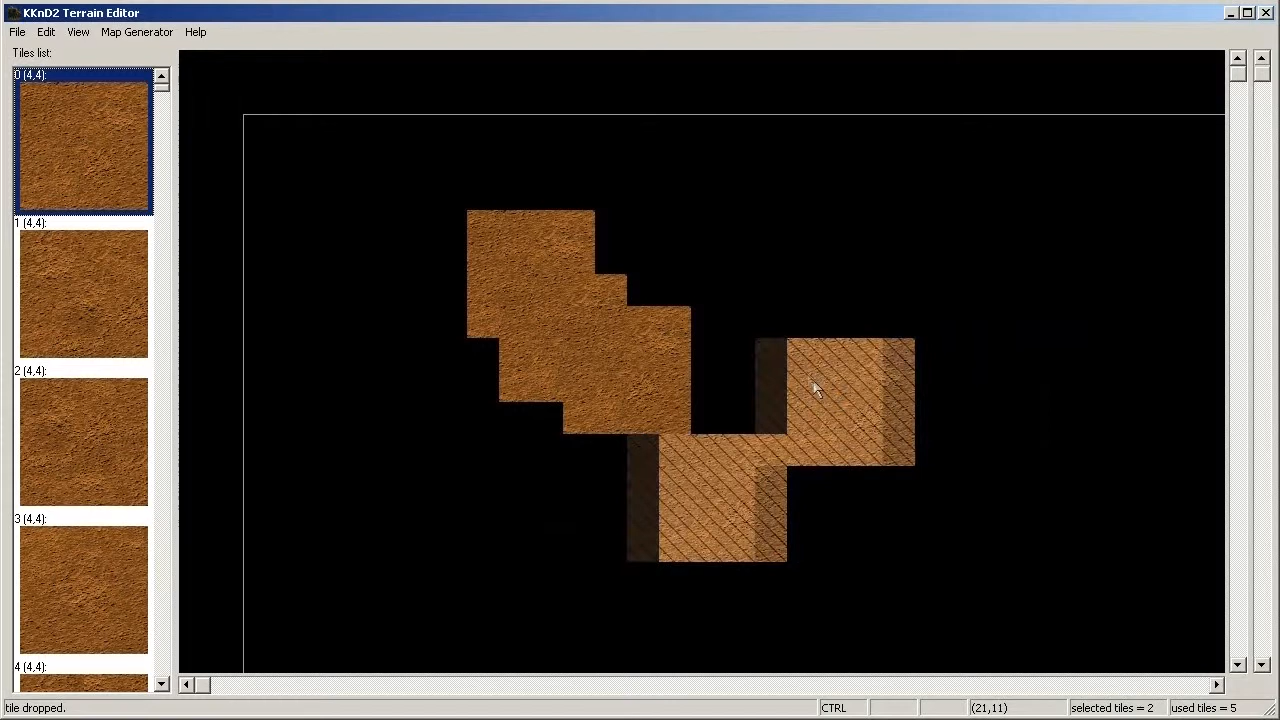 KKnD2 Terrain Editor
File Edit View Map Generator Help
Tiles list:
0 (4,4):
1 (4,4):
2 (4,4):
3 (4,4):
4 (4,4):
tile dropped. CTRL (21,11) selected tiles = 2 used tiles = 5